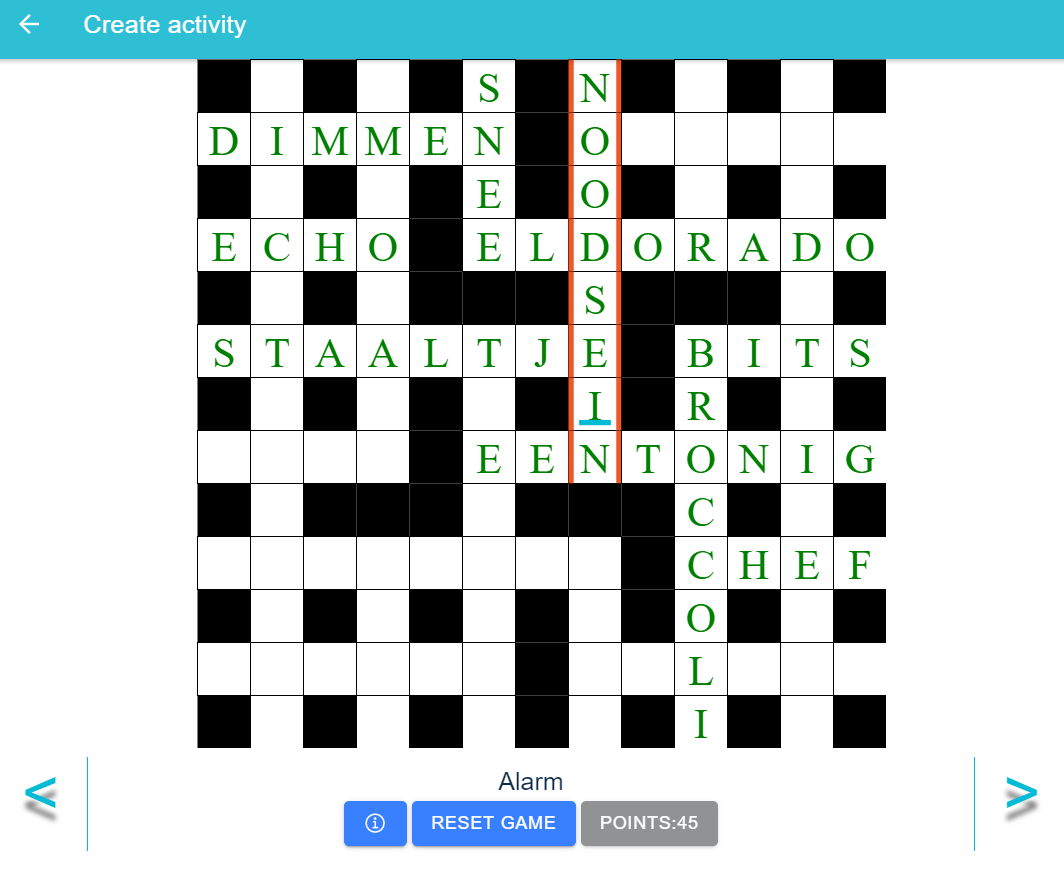 Create activity
S N
D I M M E N O
E O
E C H O E L D O R A D O
S
S T A A L T J E B I T S
I R
E E N T O N I G
C
C H E F
O
L
I
< Alarm >
RESET GAME POINTS:45